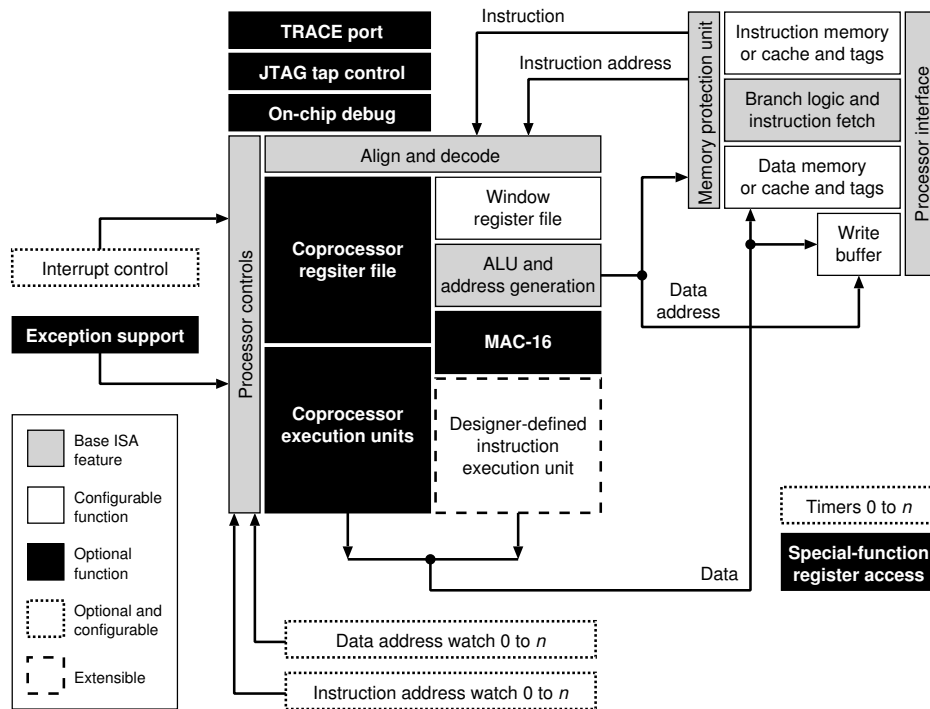 TRACE port
JTAG tap control
On-chip debug
Instruction
Instruction address
Memory protection unit
Instruction memory
or cache and tags
Branch logic and
instruction fetch
Data memory
or cache and tags
Write
buffer
Processor interface
Align and decode
Processor controls
Coprocessor
regsiter file
Window
register file
ALU and
address generation
Data
address
MAC-16
Coprocessor
execution units
Designer-defined
instruction
execution unit
Interrupt control
Exception support
Base ISA
feature
Configurable
function
Optional
function
Optional and
configurable
Extensible
Data
Timers 0 to n
Special-function
register access
Data address watch 0 to n
Instruction address watch 0 to n